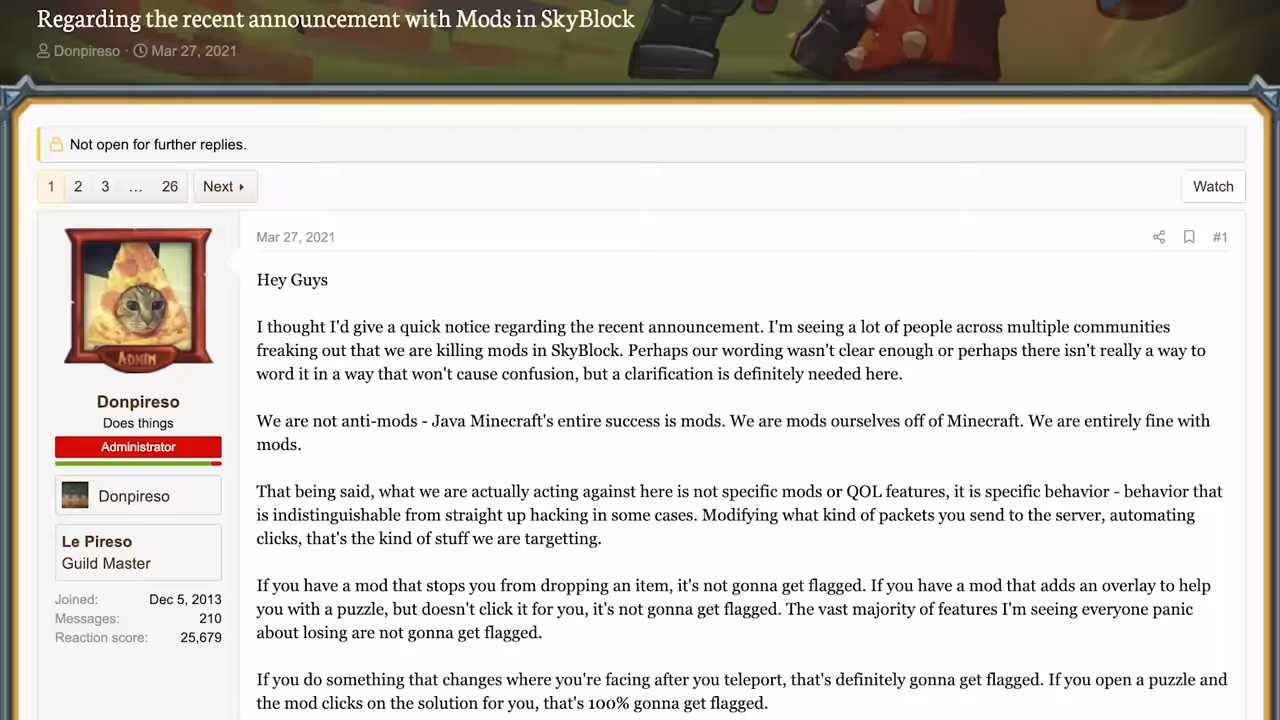 Regarding the recent announcement with Mods in SkyBlock
Donpireso · Mar 27, 2021
Not open for further replies.
1 2 3 … 26 Next
Watch
ADMIN
Donpireso
Does things
Administrator
Donpireso
Le Pireso
Guild Master
Joined: Dec 5, 2013
Messages: 210
Reaction score: 25,679
Mar 27, 2021 #1
Hey Guys
I thought I'd give a quick notice regarding the recent announcement. I'm seeing a lot of people across multiple communities
freaking out that we are killing mods in SkyBlock. Perhaps our wording wasn't clear enough or perhaps there isn't really a way to
word it in a way that won't cause confusion, but a clarification is definitely needed here.
We are not anti-mods - Java Minecraft's entire success is mods. We are mods ourselves off of Minecraft. We are entirely fine with
mods.
That being said, what we are actually acting against here is not specific mods or QOL features, it is specific behavior - behavior that
is indistinguishable from straight up hacking in some cases. Modifying what kind of packets you send to the server, automating
clicks, that's the kind of stuff we are targetting.
If you have a mod that stops you from dropping an item, it's not gonna get flagged. If you have a mod that adds an overlay to help
you with a puzzle, but doesn't click it for you, it's not gonna get flagged. The vast majority of features I'm seeing everyone panic
about losing are not gonna get flagged.
If you do something that changes where you're facing after you teleport, that's definitely gonna get flagged. If you open a puzzle and
the mod clicks on the solution for you, that's 100% gonna get flagged.